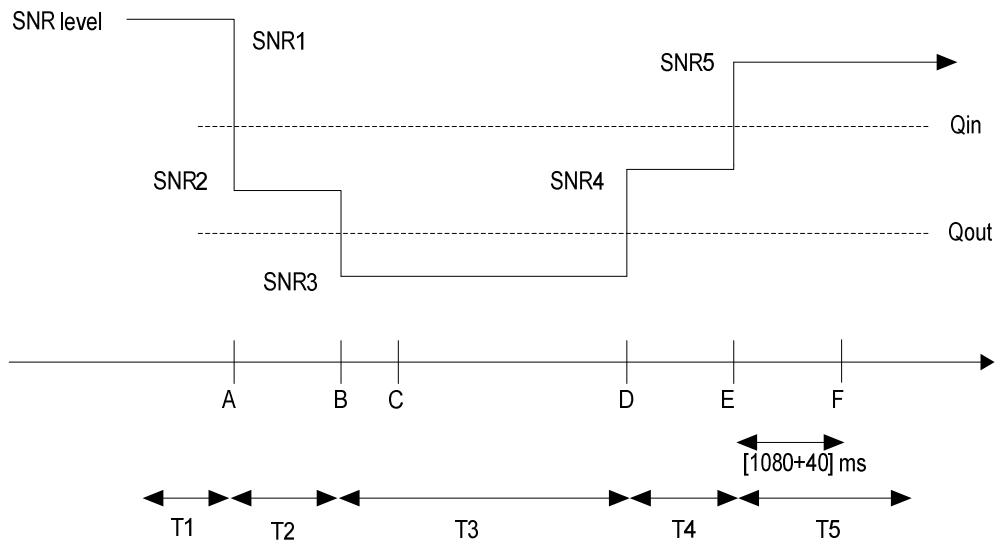 SNR level
SNR1
SNR5
Qin
SNR2
SNR4
Qout
SNR3
A B C D E F
[1080+40] ms
T1 T2 T3 T4 T5